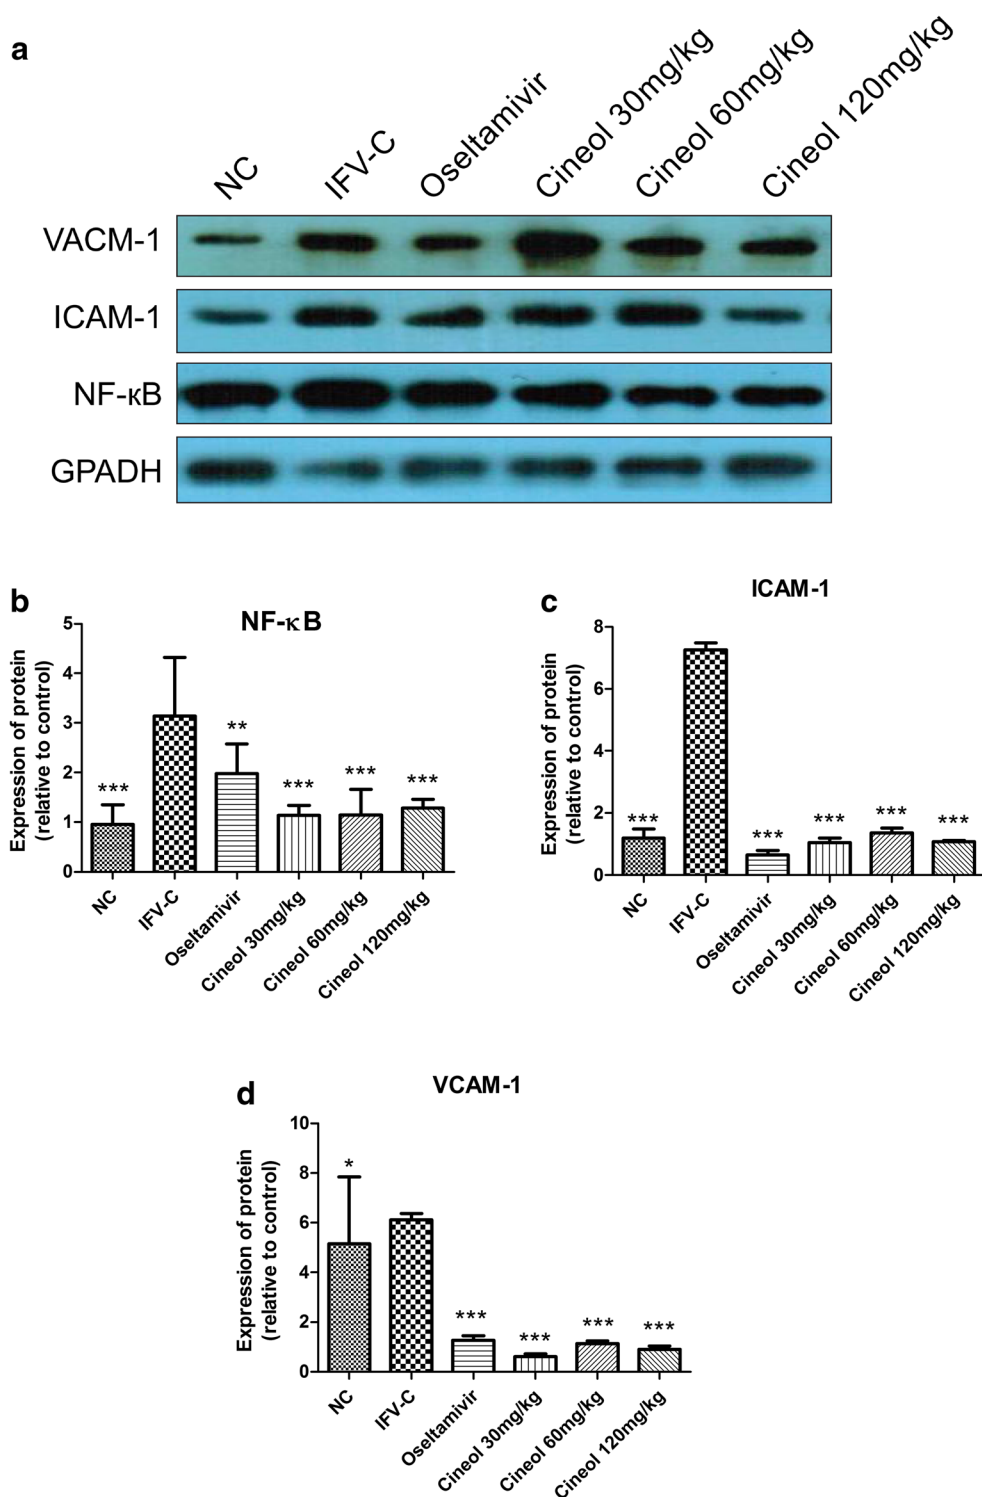 a
NC
IFV-C
Oseltamivir
Cineol 30mg/kg
Cineol 60mg/kg
Cineol 120mg/kg
VACM-1
ICAM-1
NF-κB
GPADH
b
NF-κB
Expression of protein
(relative to control)
5
4
3
2
1
0
***
**
***
***
***
NC
IFV-C
Oseltamivir
Cineol 30mg/kg
Cineol 60mg/kg
Cineol 120mg/kg
c
ICAM-1
Expression of protein
(relative to control)
8
6
4
2
0
***
***
***
***
***
NC
IFV-C
Oseltamivir
Cineol 30mg/kg
Cineol 60mg/kg
Cineol 120mg/kg
d
VCAM-1
Expression of protein
(relative to control)
10
8
6
4
2
0
*
***
***
***
***
NC
IFV-C
Oseltamivir
Cineol 30mg/kg
Cineol 60mg/kg
Cineol 120mg/kg